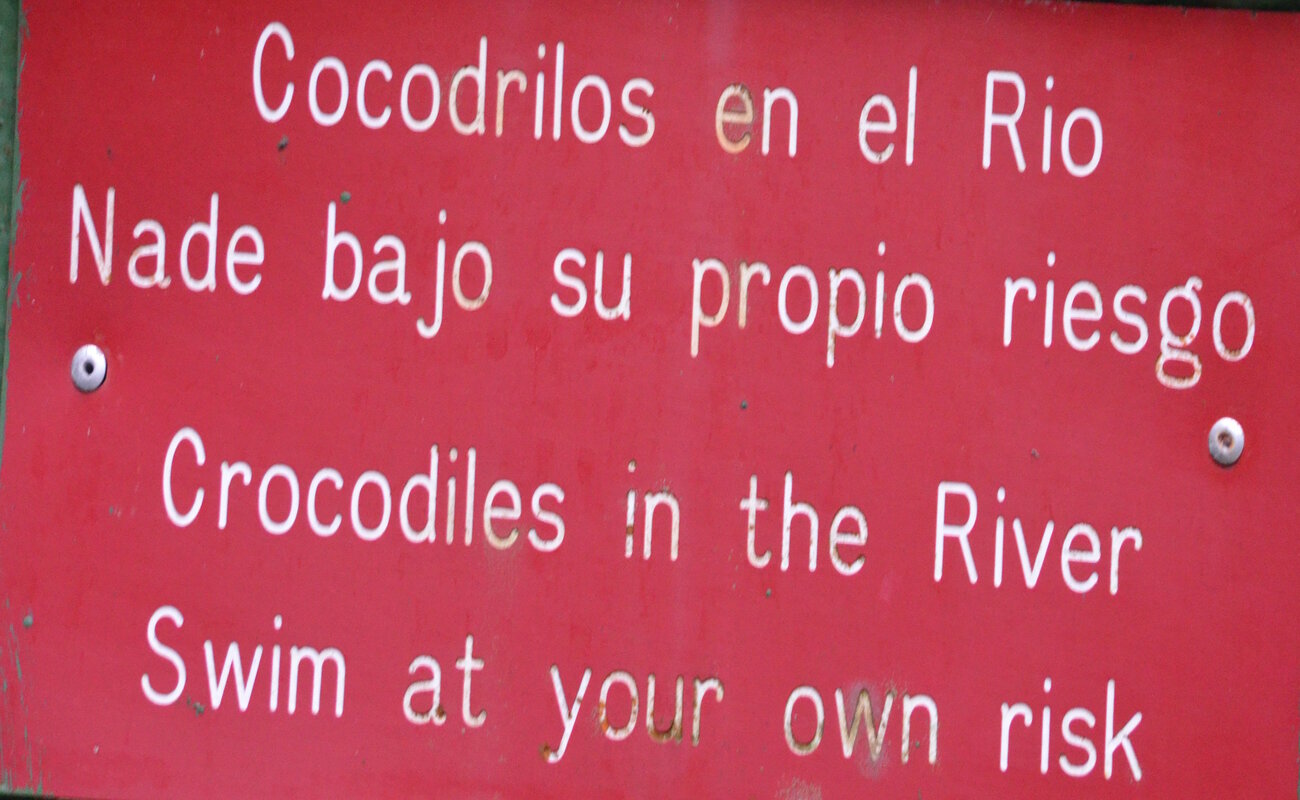 Cocodrilos en el Rio
Nade bajo su propio riesgo
Crocodiles in the River
Swim at your own risk